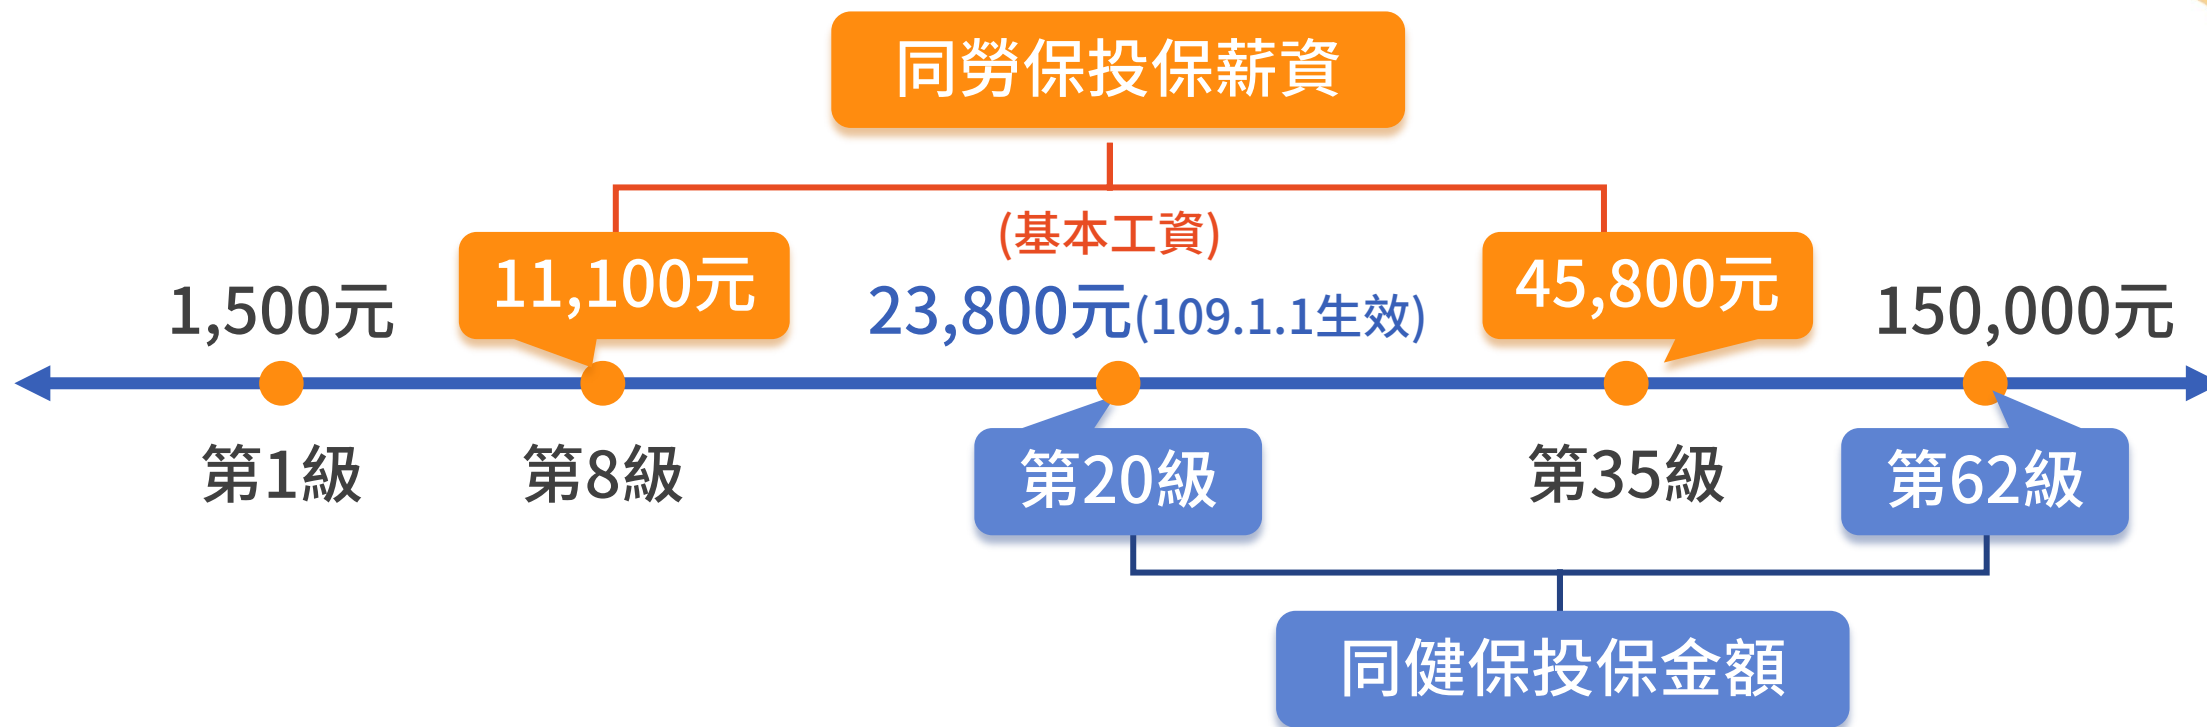 同勞保投保薪資
(基本工資)
1,500元
11,100元
23,800元(109.1.1生效)
45,800元
150,000元
第1級
第8級
第20級
第35級
第62級
同健保投保金額